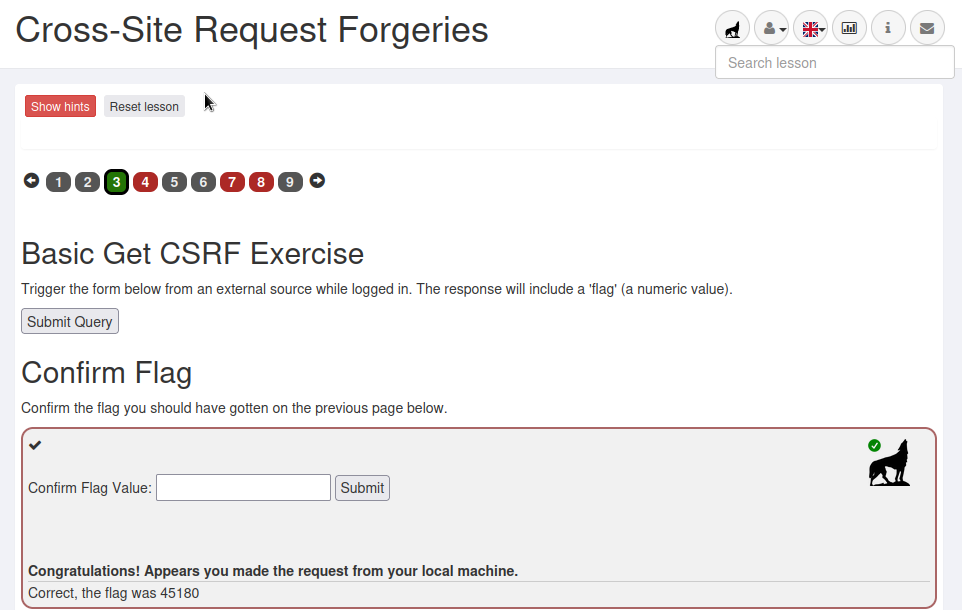 Cross-Site Request Forgeries
Search lesson
Show hints Reset lesson
1 2 3 4 5 6 7 8 9
Basic Get CSRF Exercise
Trigger the form below from an external source while logged in. The response will include a 'flag' (a numeric value).
Submit Query
Confirm Flag
Confirm the flag you should have gotten on the previous page below.
Confirm Flag Value: Submit
Congratulations! Appears you made the request from your local machine.
Correct, the flag was 45180